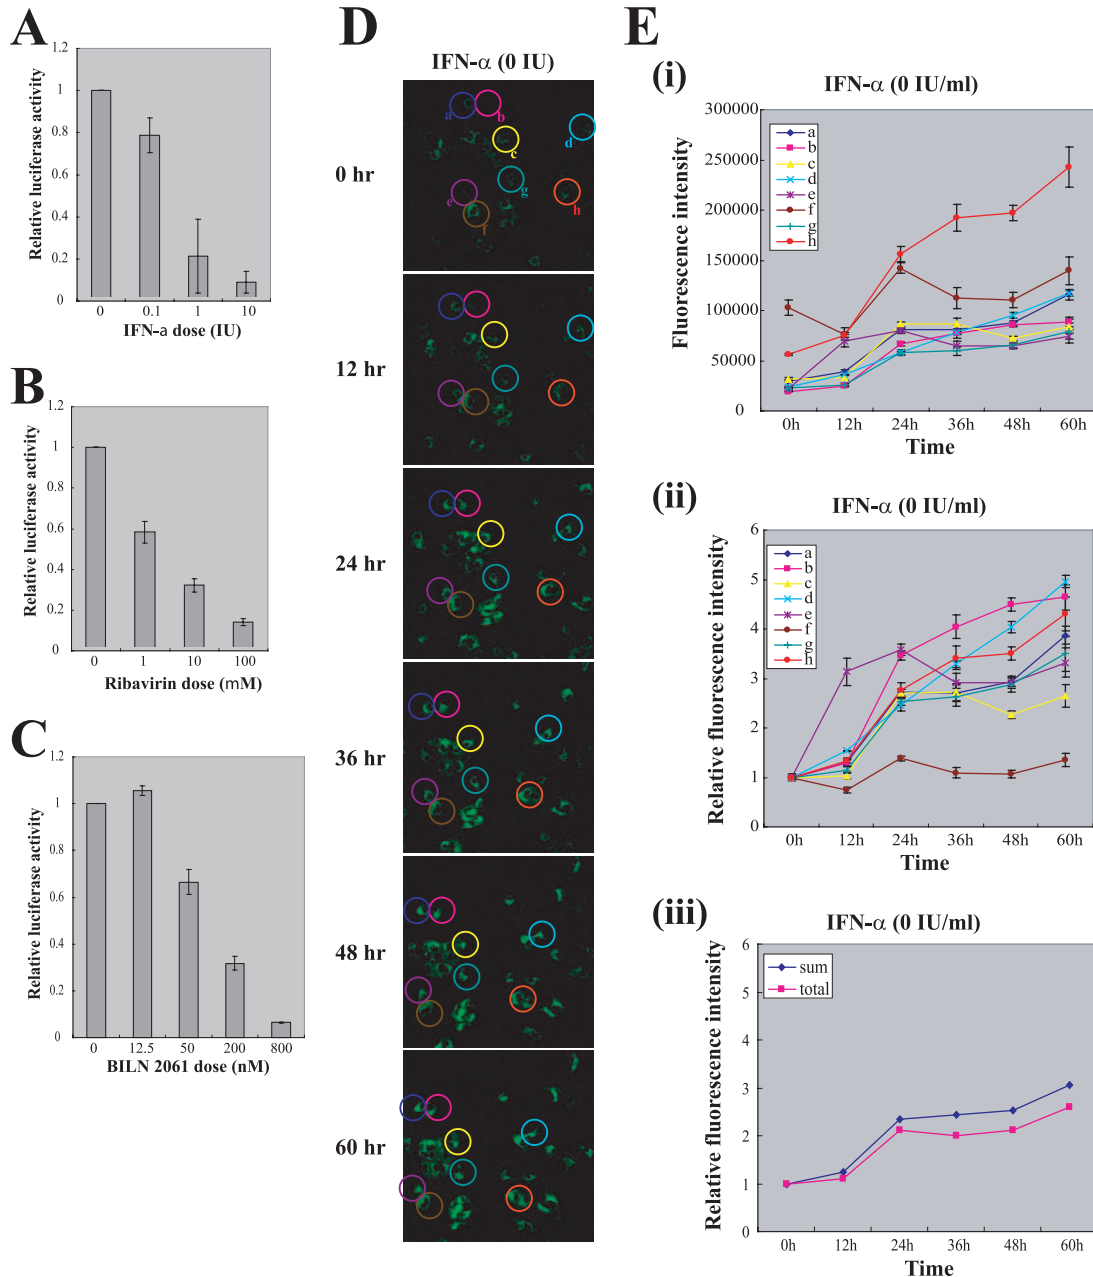 A
1.2
1
0.8
0.6
0.4
0.2
0
Relative luciferase activity
0 0.1 1 10
IFN-a dose (IU)
B
1.2
1
0.8
0.6
0.4
0.2
0
Relative luciferase activity
0 1 10 100
Ribavirin dose (mM)
C
1.2
1
0.8
0.6
0.4
0.2
0
Relative luciferase activity
0 12.5 50 200 800
BILN 2061 dose (nM)
D
IFN-α (0 IU)
0 hr
a
b
c
d
e
f
g
h
12 hr
24 hr
36 hr
48 hr
60 hr
E
(i)
IFN-α (0 IU/ml)
300000
250000
200000
150000
100000
50000
0
Fluorescence intensity
a
b
c
d
e
f
g
h
0h 12h 24h 36h 48h 60h
Time
(ii)
IFN-α (0 IU/ml)
6
5
4
3
2
1
0
Relative fluorescence intensity
a
b
c
d
e
f
g
h
0h 12h 24h 36h 48h 60h
Time
(iii)
IFN-α (0 IU/ml)
6
5
4
3
2
1
0
Relative fluorescence intensity
sum
total
0h 12h 24h 36h 48h 60h
Time